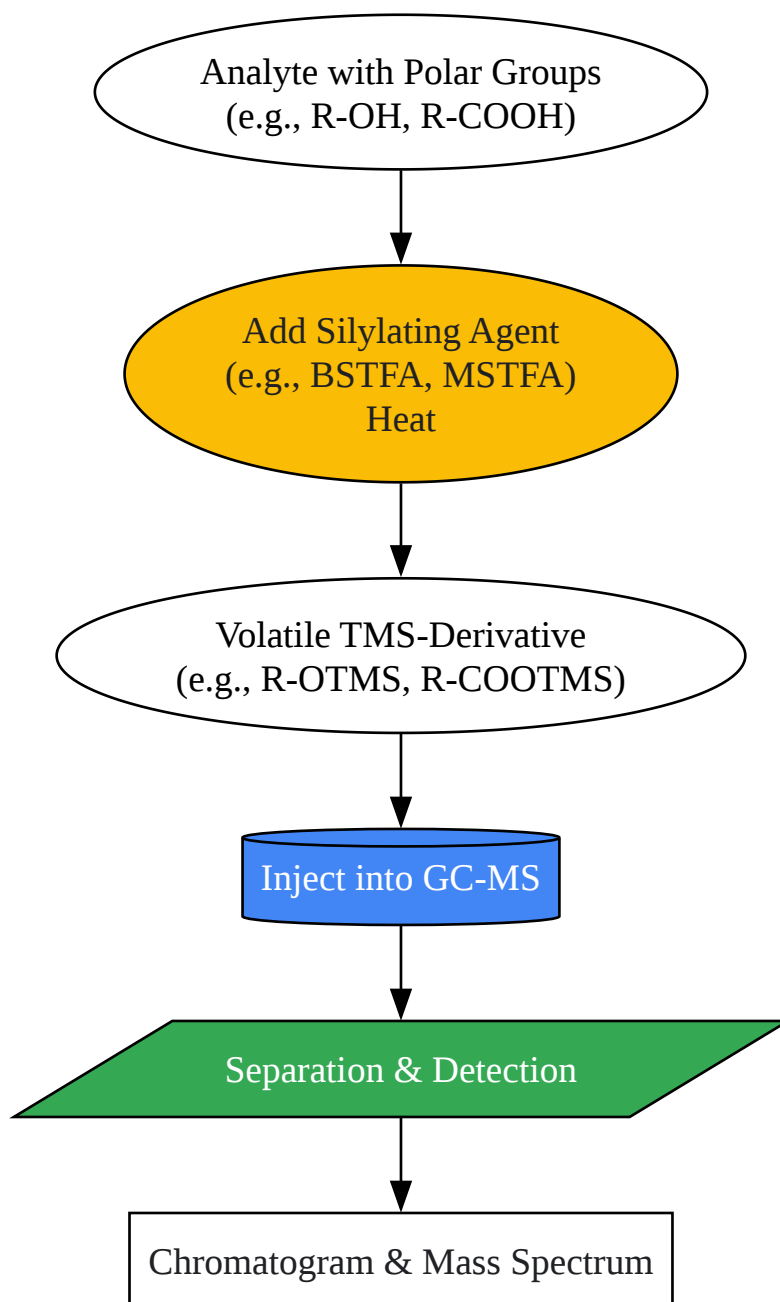 Analyte with Polar Groups
(e.g., R-OH, R-COOH)
Add Silylating Agent
(e.g., BSTFA, MSTFA)
Heat
Volatile TMS-Derivative
(e.g., R-OTMS, R-COOTMS)
Inject into GC-MS
Separation & Detection
Chromatogram & Mass Spectrum